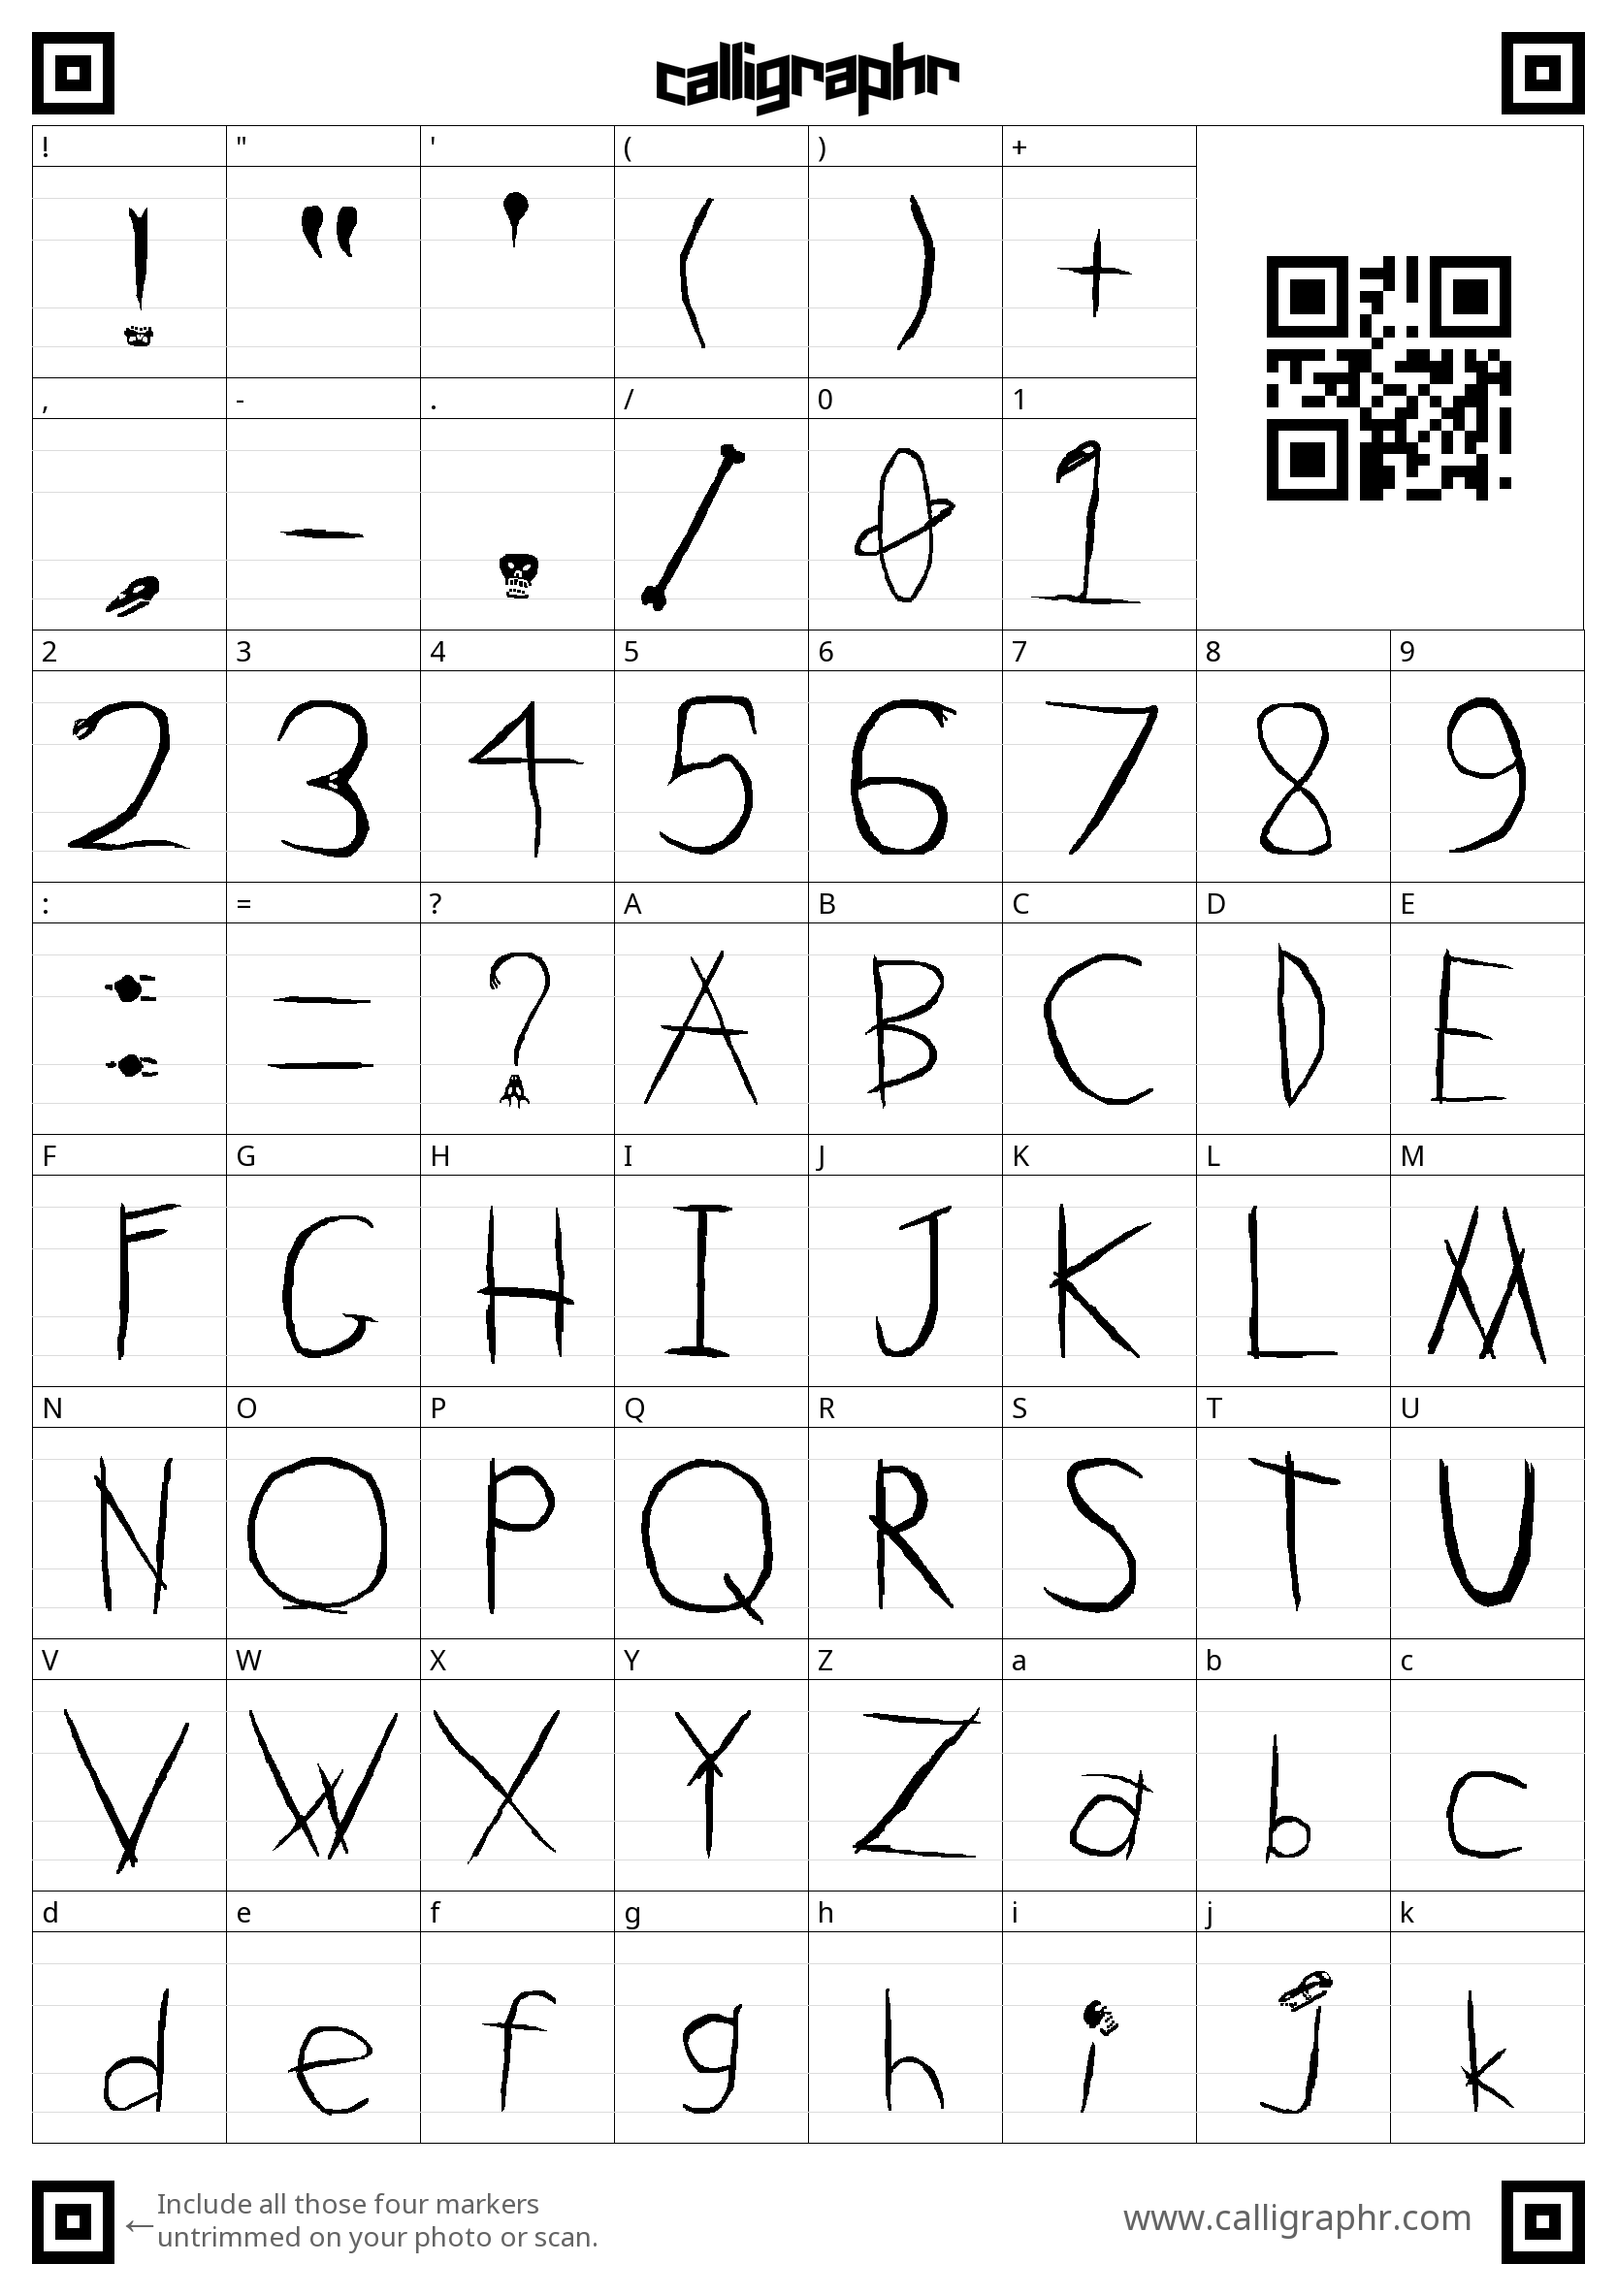 calligraphr
! " ' ( ) +
! " ' ( ) +
, - . / 0 1
, - . / 0 1
2 3 4 5 6 7 8 9
2 3 4 5 6 7 8 9
: = ? A B C D E
: = ? A B C D E
F G H I J K L M
F G H I J K L M
N O P Q R S T U
N O P Q R S T U
V W X Y Z a b c
V W X Y Z a b c
d e f g h i j k
d e f g h i j k
←Include all those four markers
untrimmed on your photo or scan.
www.calligraphr.com